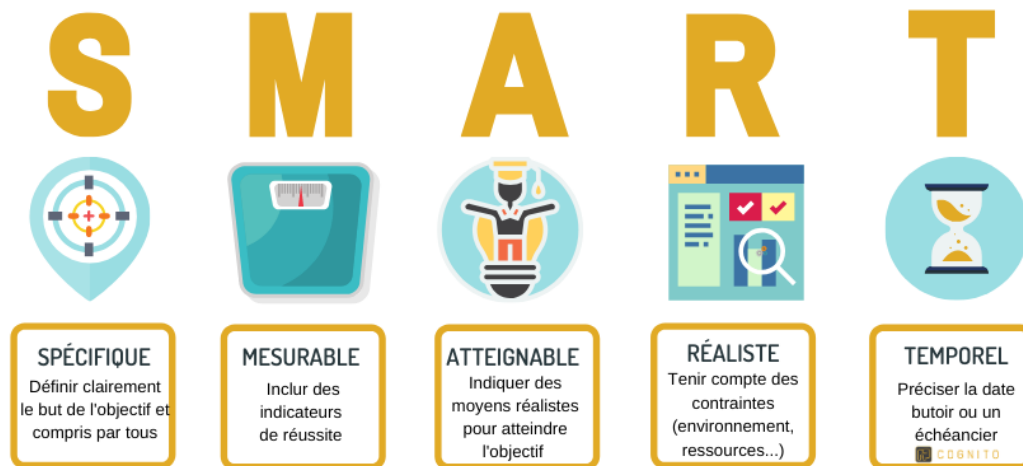 S M A R T
SPÉCIFIQUE
Définir clairement
le but de l'objectif et
compris par tous
MESURABLE
Inclur des
indicateurs
de réussite
ATTEIGNABLE
Indiquer des
moyens réalistes
pour atteindre
l'objectif
RÉALISTE
Tenir compte des
contraintes
(environnement,
ressources...)
TEMPOREL
Préciser la date
butoir ou un
échéancier
COGNITO